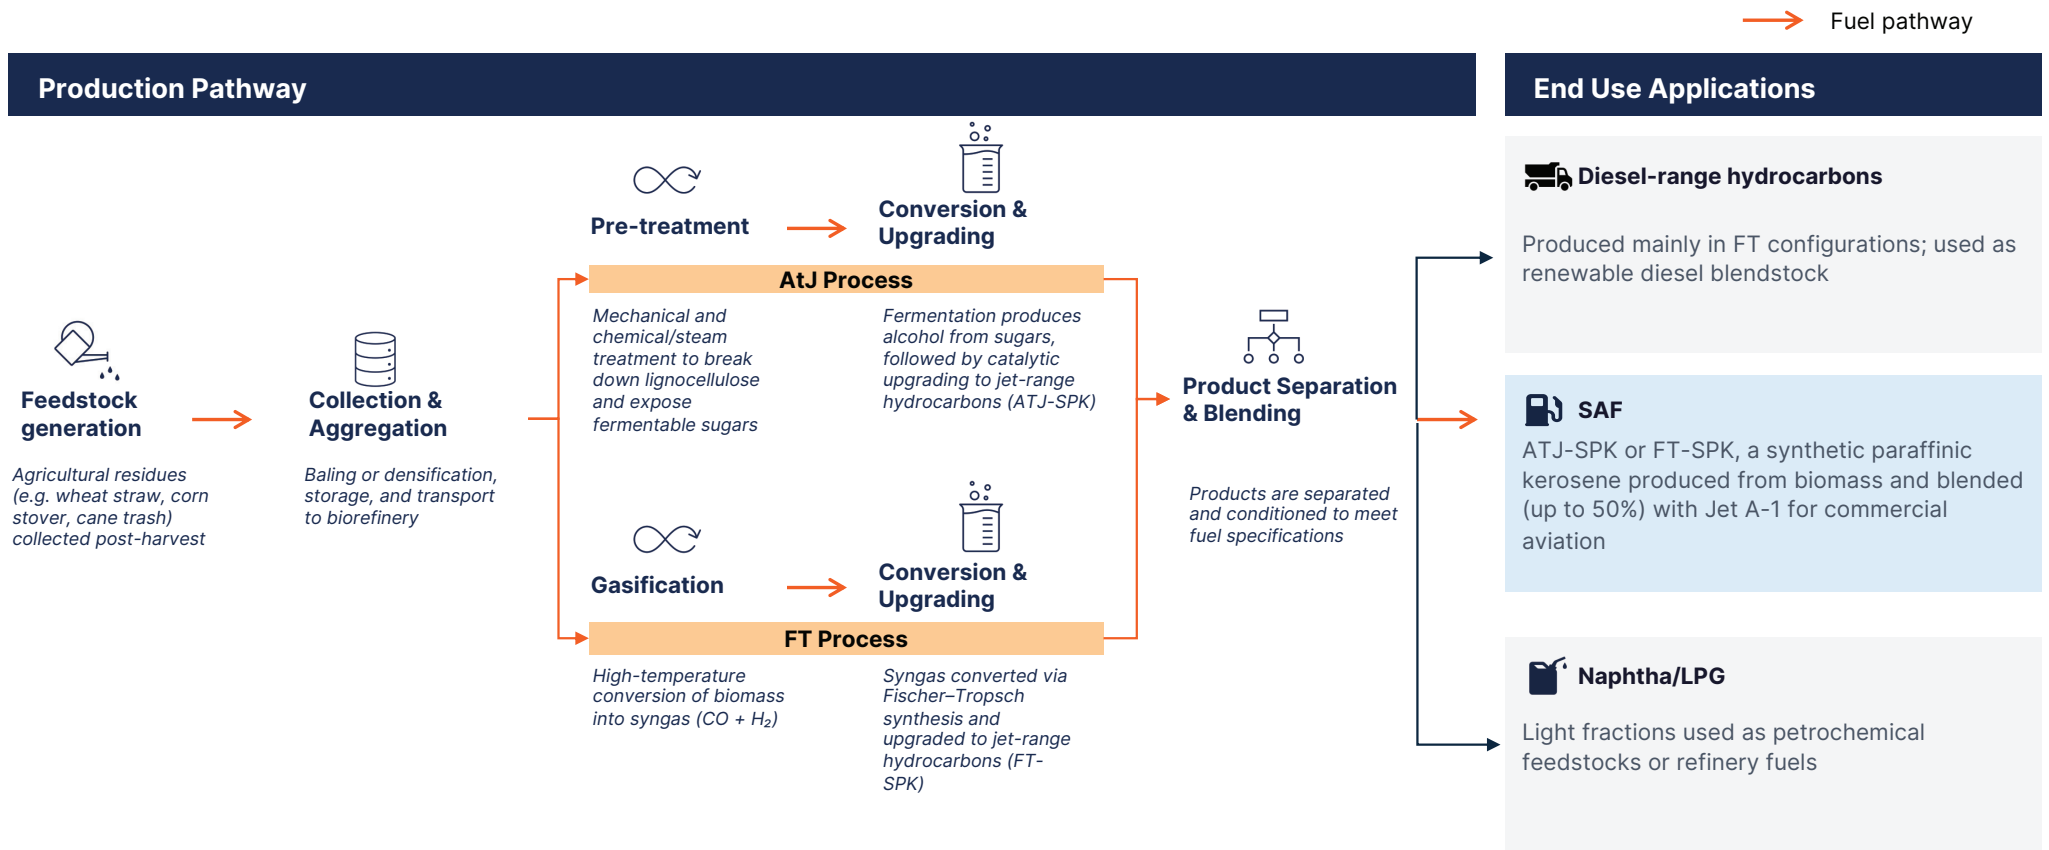 Fuel pathway
Production Pathway
End Use Applications
Pre-treatment
Conversion &
Upgrading
AtJ Process
Mechanical and
chemical/steam
treatment to break
down lignocellulose
and expose
fermentable sugars
Fermentation produces
alcohol from sugars,
followed by catalytic
upgrading to jet-range
hydrocarbons (ATJ-SPK)
Feedstock
generation
Agricultural residues
(e.g. wheat straw, corn
stover, cane trash)
collected post-harvest
Collection &
Aggregation
Baling or densification,
storage, and transport
to biorefinery
Gasification
Conversion &
Upgrading
FT Process
High-temperature
conversion of biomass
into syngas (CO + H₂)
Syngas converted via
Fischer–Tropsch
synthesis and
upgraded to jet-range
hydrocarbons (FT-
SPK)
Product Separation
& Blending
Products are separated
and conditioned to meet
fuel specifications
Diesel-range hydrocarbons
Produced mainly in FT configurations; used as
renewable diesel blendstock
SAF
ATJ-SPK or FT-SPK, a synthetic paraffinic
kerosene produced from biomass and blended
(up to 50%) with Jet A-1 for commercial
aviation
Naphtha/LPG
Light fractions used as petrochemical
feedstocks or refinery fuels